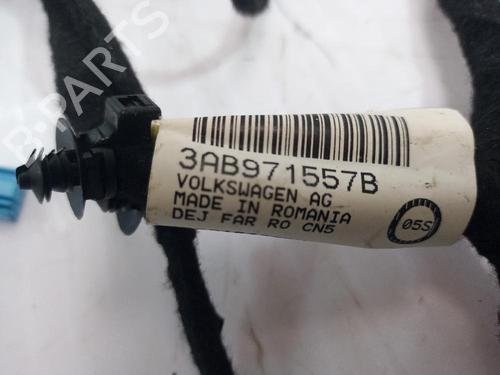 B-PARTS
3AB971557B
VOLKSWAGEN AG
MADE IN ROMANIA
DEJ FAR RO CN5
05S